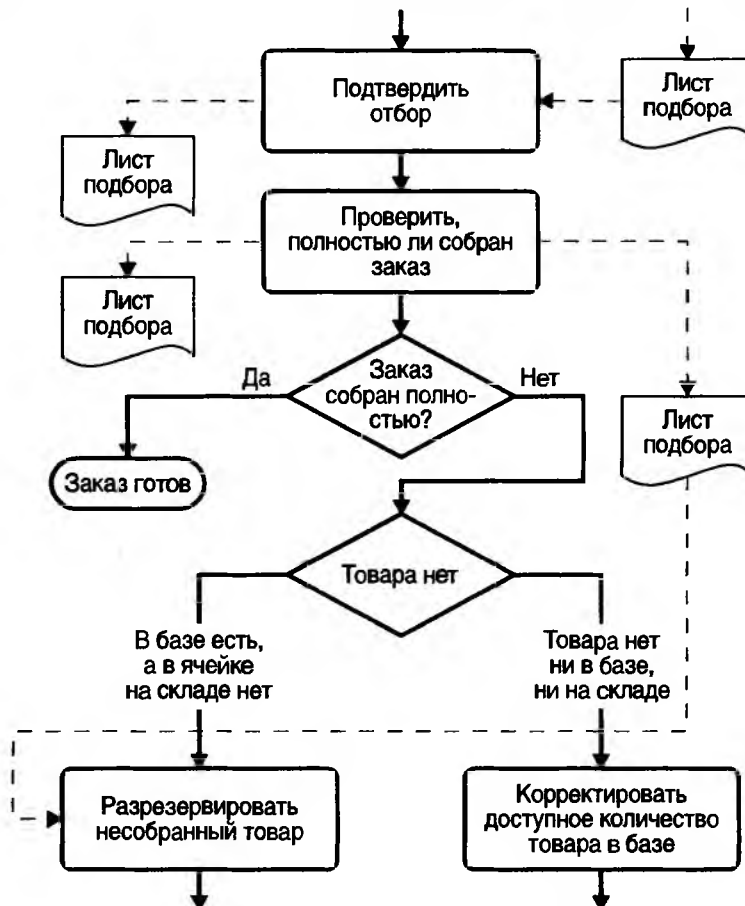 Подтвердить
отбор
Лист
подбора
Лист
подбора
Проверить,
полностью ли собран
заказ
Лист
подбора
Да
Заказ
собран полно-
стью?
Нет
Лист
подбора
Заказ готов
Товара нет
В базе есть,
а в ячейке
на складе нет
Товара нет
ни в базе,
ни на складе
Разрезервировать
несобранный товар
Корректировать
доступное количество
товара в базе